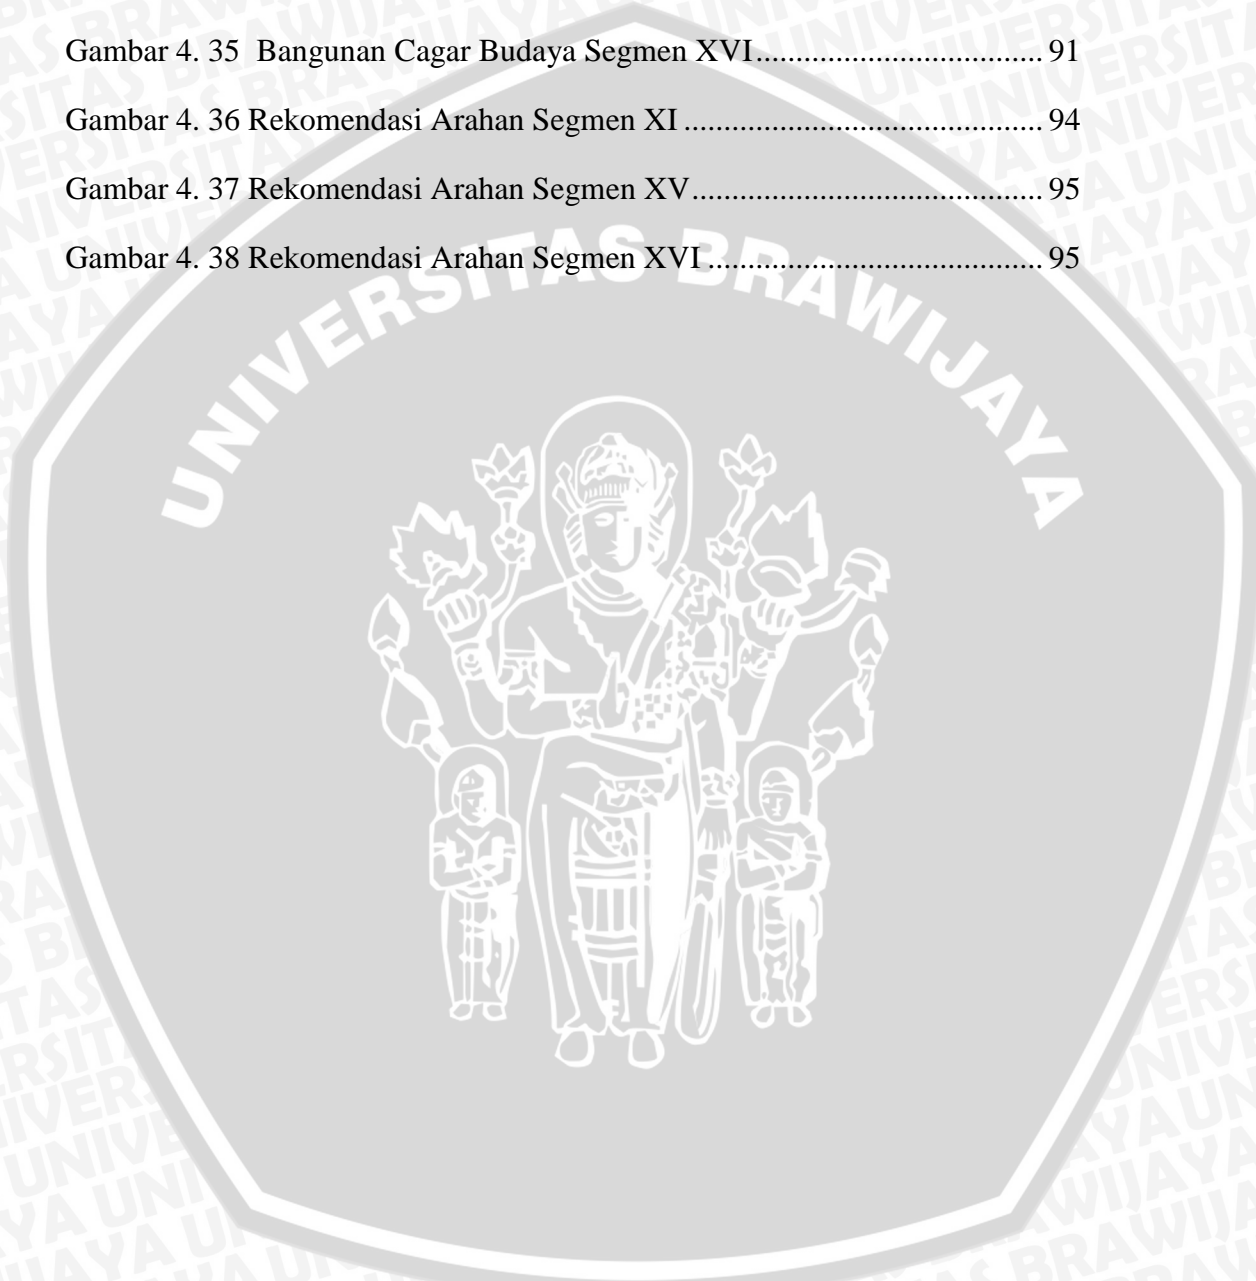 Gambar 4. 35  Bangunan Cagar Budaya Segmen XVI.................................. 91
Gambar 4. 36 Rekomendasi Arahan Segmen XI .......................................... 94
Gambar 4. 37 Rekomendasi Arahan Segmen XV......................................... 95
Gambar 4. 38 Rekomendasi Arahan Segmen XVI ....................................... 95
UNIVERSITAS BRAWIJAYA